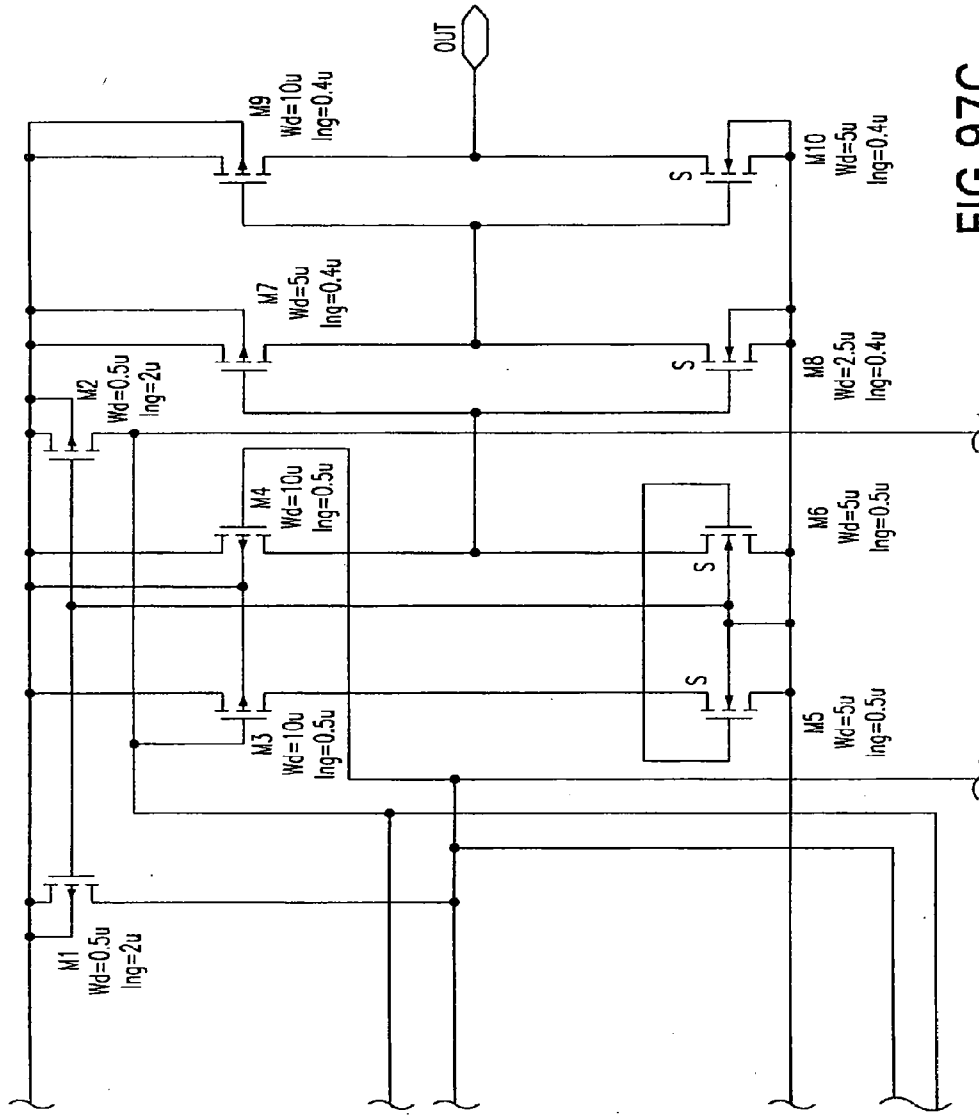 M1
Wd=0.5u
lng=2u
M2
Wd=0.5u
lng=2u
M3
Wd=10u
lng=0.5u
M4
Wd=10u
lng=0.5u
M7
Wd=5u
lng=0.4u
M9
Wd=10u
lng=0.4u
OUT
S
S
S
S
M5
Wd=5u
lng=0.5u
M6
Wd=5u
lng=0.5u
M8
Wd=2.5u
lng=0.4u
M10
Wd=5u
lng=0.4u
FIG.97C